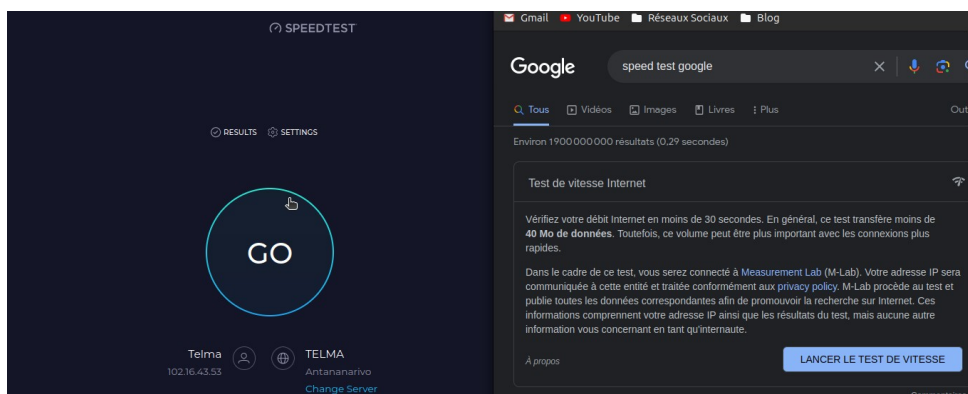 SPEEDTEST
RESULTS SETTINGS
GO
Telma
102.16.43.53
TELMA
Antananarivo
Change Server
Gmail YouTube Réseaux Sociaux Blog
Google
speed test google
Tous Vidéos Images Livres Plus
Environ 1 900 000 000 résultats (0,29 secondes)
Test de vitesse Internet
Vérifiez votre débit Internet en moins de 30 secondes. En général, ce test transfère moins de
40 Mo de données. Toutefois, ce volume peut être plus important avec les connexions plus
rapides.
Dans le cadre de ce test, vous serez connecté à Measurement Lab (M-Lab). Votre adresse IP sera
communiquée à cette entité et traitée conformément aux privacy policy. M-Lab procède au test et
publie toutes les données correspondantes afin de promouvoir la recherche sur Internet. Ces
informations comprennent votre adresse IP ainsi que les résultats du test, mais aucune autre
information vous concernant en tant qu'internaute.
À propos
LANCER LE TEST DE VITESSE